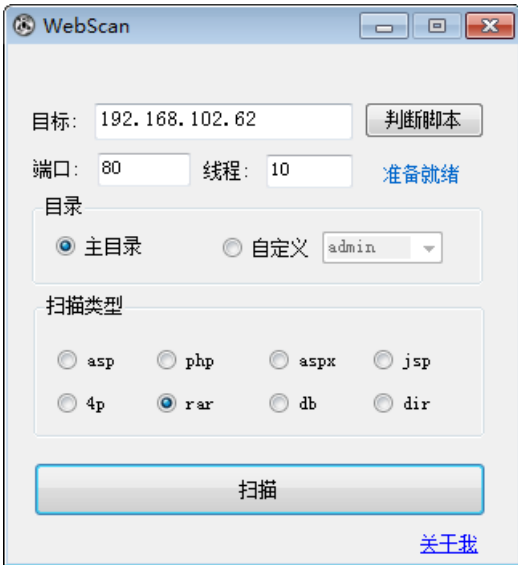 WebScan
目标: 192.168.102.62 判断脚本
端口: 80 线程: 10 准备就绪
目录
主目录 自定义 admin
扫描类型
asp php aspx jsp
4p rar db dir
扫描
关于我